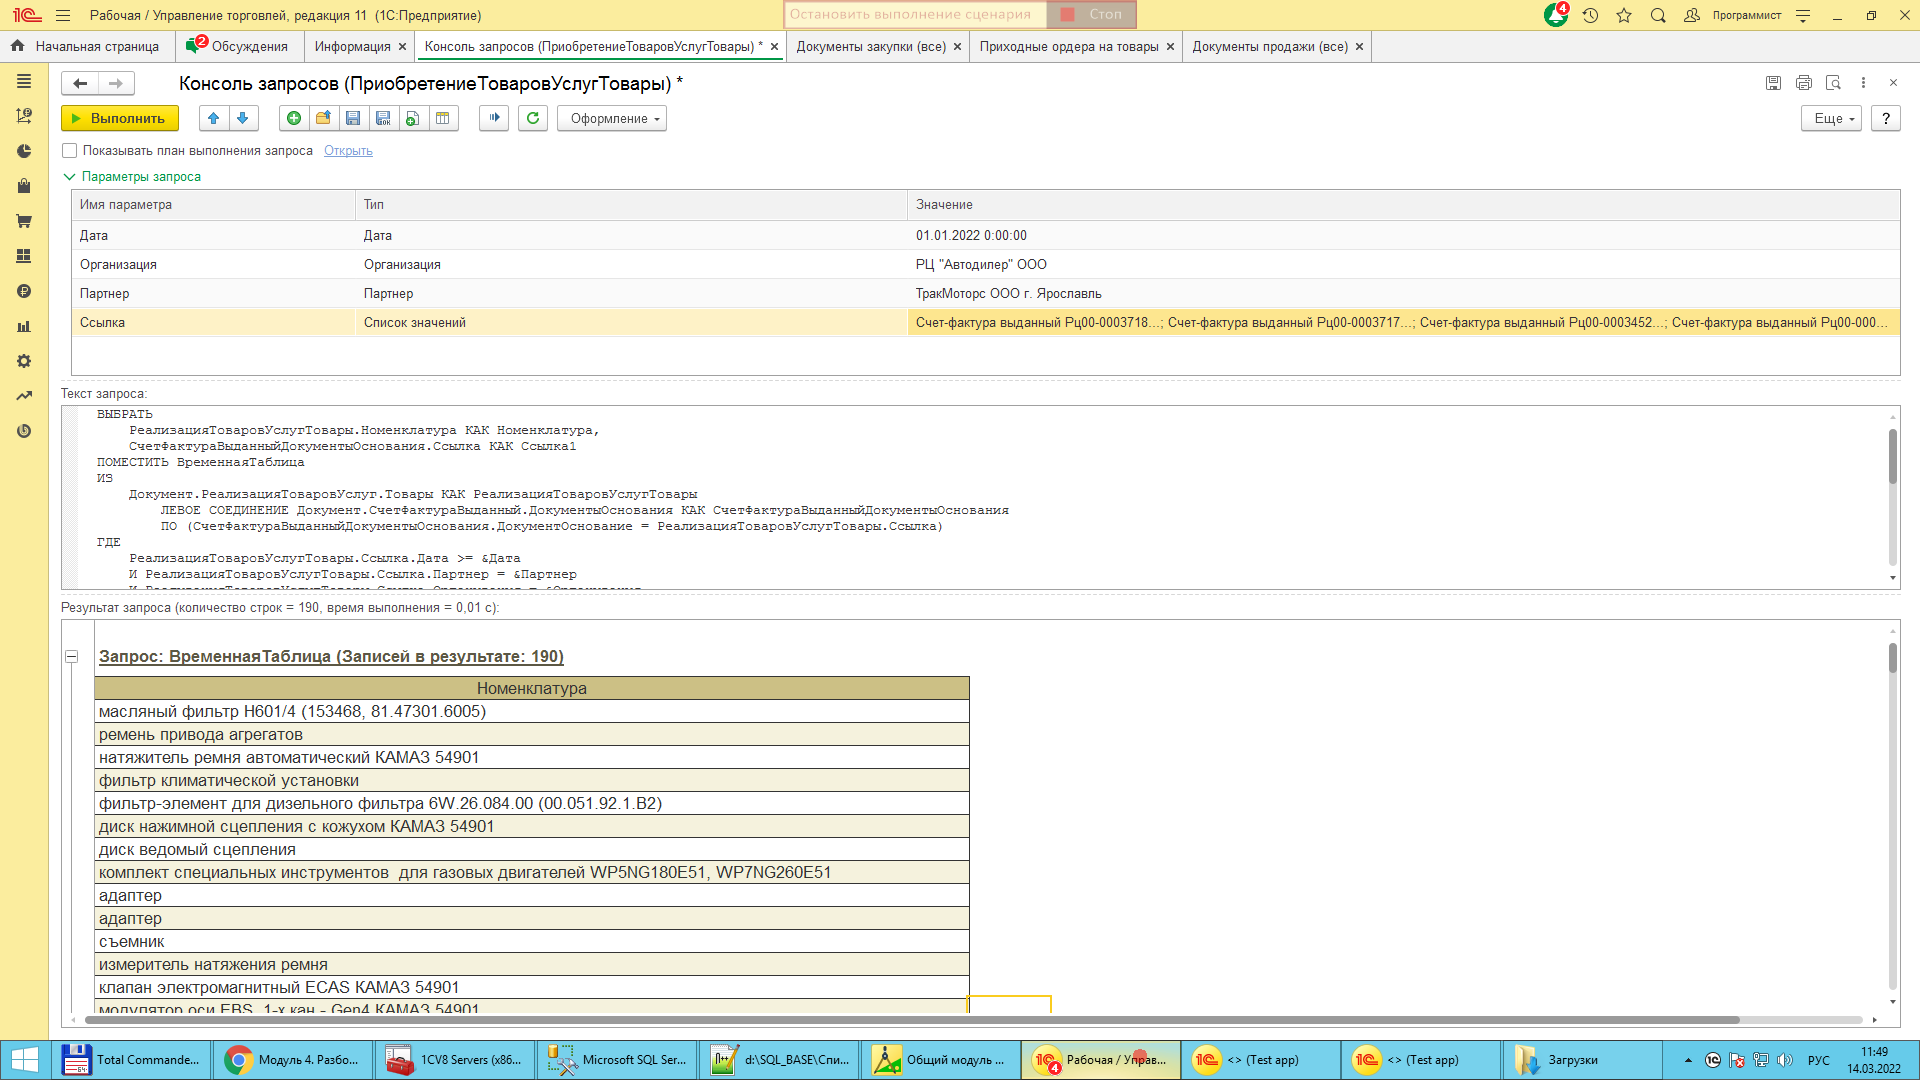 Рабочая / Управление торговлей, редакция 11 (1С:Предприятие)
Остановить выполнение сценария
Стоп
4
Программист
Начальная страница
2
Обсуждения
Информация
Консоль запросов (ПриобретениеТоваровУслугТовары) *
Документы закупки (все)
Приходные ордера на товары
Документы продажи (все)
Консоль запросов (ПриобретениеТоваровУслугТовары) *
Выполнить
Оформление
Еще
?
Показывать план выполнения запроса
Открыть
Параметры запроса
Имя параметра Тип Значение
Дата Дата 01.01.2022 0:00:00
Организация Организация РЦ "Автодилер" ООО
Партнер Партнер ТракМоторс ООО г. Ярославль
Ссылка Список значений Счет-фактура выданный Рц00-0003718...; Счет-фактура выданный Рц00-0003717...; Счет-фактура выданный Рц00-0003452...; Счет-фактура выданный Рц00-000...
Текст запроса:
ВЫБРАТЬ
РеализацияТоваровУслугТовары.Номенклатура КАК Номенклатура,
СчетФактураВыданныйДокументыОснования.Ссылка КАК Ссылка1
ПОМЕСТИТЬ ВременнаяТаблица
ИЗ
Документ.РеализацияТоваровУслуг.Товары КАК РеализацияТоваровУслугТовары
ЛЕВОЕ СОЕДИНЕНИЕ Документ.СчетФактураВыданный.ДокументыОснования КАК СчетФактураВыданныйДокументыОснования
ПО (СчетФактураВыданныйДокументыОснования.ДокументОснование = РеализацияТоваровУслугТовары.Ссылка)
ГДЕ
РеализацияТоваровУслугТовары.Ссылка.Дата >= &Дата
И РеализацияТоваровУслугТовары.Ссылка.Партнер = &Партнер
И РеализацияТоваровУслугТовары.Ссылка.Организация = &Организация
Результат запроса (количество строк = 190, время выполнения = 0,01 с):
Запрос: ВременнаяТаблица (Записей в результате: 190)
Номенклатура
масляный фильтр H601/4 (153468, 81.47301.6005)
ремень привода агрегатов
натяжитель ремня автоматический КАМАЗ 54901
фильтр климатической установки
фильтр-элемент для дизельного фильтра 6W.26.084.00 (00.051.92.1.B2)
диск нажимной сцепления с кожухом КАМАЗ 54901
диск ведомый сцепления
комплект специальных инструментов для газовых двигателей WP5NG180E51, WP7NG260E51
адаптер
адаптер
съемник
измеритель натяжения ремня
клапан электромагнитный ECAS КАМАЗ 54901
модулятор оси EBS, 1-х кан - Gen4 КАМАЗ 54901
Total Commande...
Модуль 4. Разбо...
1CV8 Servers (x86...
Microsoft SQL Ser...
d:\SQL_BASE\Спи...
Общий модуль ...
4
Рабочая / Управ...
<> (Test app)
<> (Test app)
Загрузки
РУС
11:49
14.03.2022